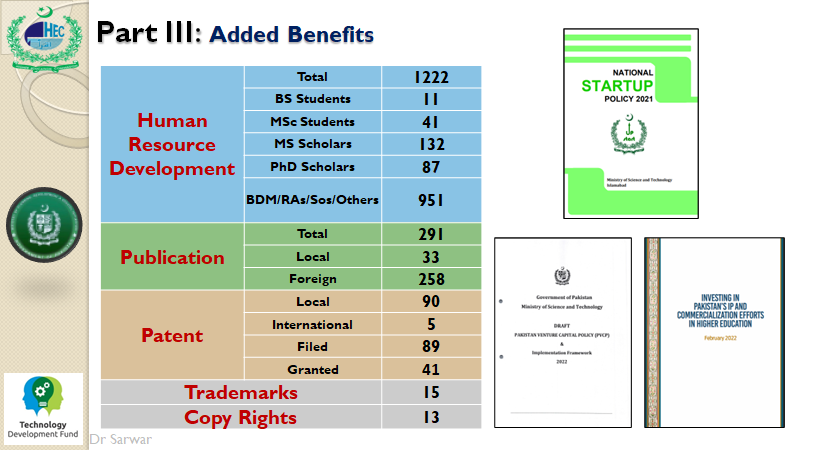 HEC
Part III: Added Benefits
Human Resource Development
Total 1222
BS Students 11
MSc Students 41
MS Scholars 132
PhD Scholars 87
BDM/RAs/Sos/Others 951
Publication
Total 291
Local 33
Foreign 258
Patent
Local 90
International 5
Filed 89
Granted 41
Trademarks 15
Copy Rights 13
NATIONAL
STARTUP
POLICY 2021
Ministry of Science and Technology
Islamabad
Government of Pakistan
Ministry of Science and Technology
DRAFT
PAKISTAN VENTURE CAPITAL POLICY (PVCP)
&
Implementation Framework
2022
INVESTING IN
PAKISTAN'S IP AND
COMMERCIALIZATION EFFORTS
IN HIGHER EDUCATION
February 2022
Technology
Development Fund
Dr Sarwar